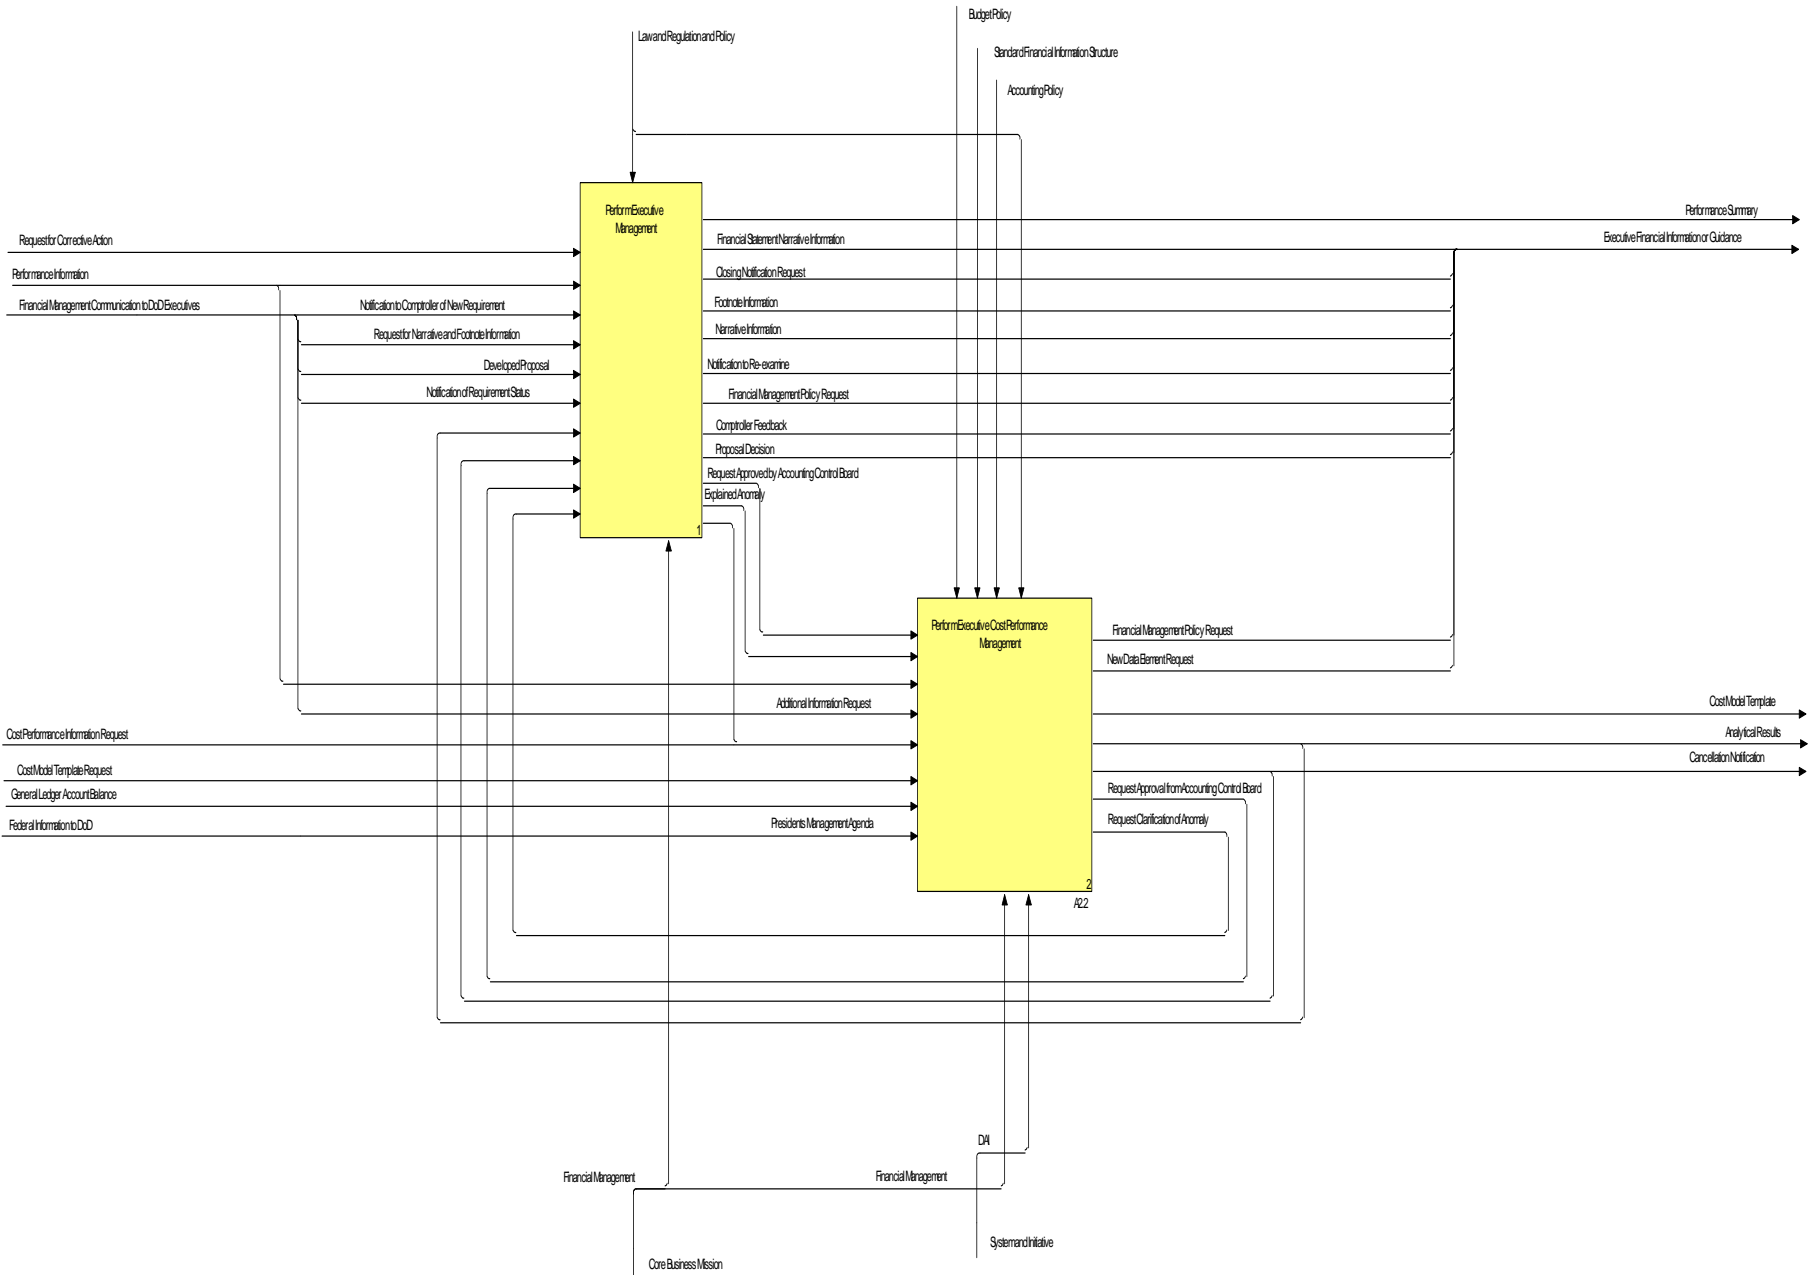 Budget Policy
Law and Regulation and Policy
Standard Financial Information Structure
Accounting Policy
Perform Executive
Management
Performance Summary
Request for Corrective Action
Financial Statement Narrative Information
Executive Financial Information or Guidance
Performance Information
Closing Notification Request
Financial Management Communication to DoD Executives
Notification to Comptroller of New Requirement
Footnote Information
Request for Narrative and Footnote Information
Narrative Information
Developed Proposal
Notification to Re-examine
Notification of Requirement Status
Financial Management Policy Request
Comptroller Feedback
Proposal Decision
Request Approved by Accounting Control Board
Explained Anomaly
1
Perform Executive Cost Performance
Management
Financial Management Policy Request
New Data Element Request
Additional Information Request
Cost Model Template
Cost Performance Information Request
Analytical Results
Cancellation Notification
Cost Model Template Request
General Ledger Account Balance
Request Approval from Accounting Control Board
Federal Information to DoD
Presidents Management Agenda
Request Clarification of Anomaly
2
A2.2
DAI
Financial Management
Financial Management
System and Initiative
Core Business Mission